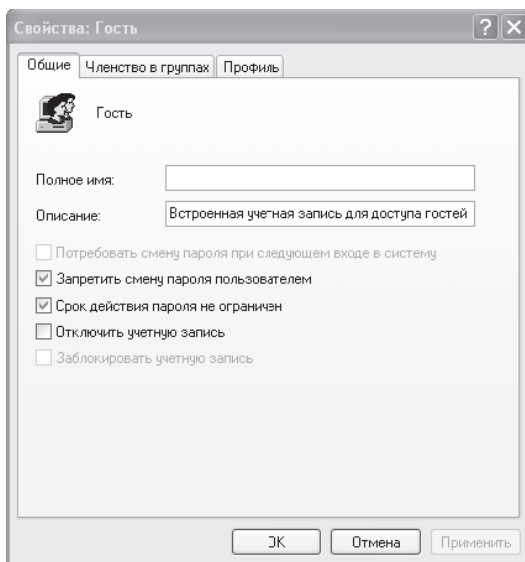 Свойства: Гость
Общие Членство в группах Профиль
Гость
Полное имя:
Описание: Встроенная учетная запись для доступа гостей
Потребовать смену пароля при следующем входе в систему
Запретить смену пароля пользователем
Срок действия пароля не ограничен
Отключить учетную запись
Заблокировать учетную запись
ОК Отмена Применить